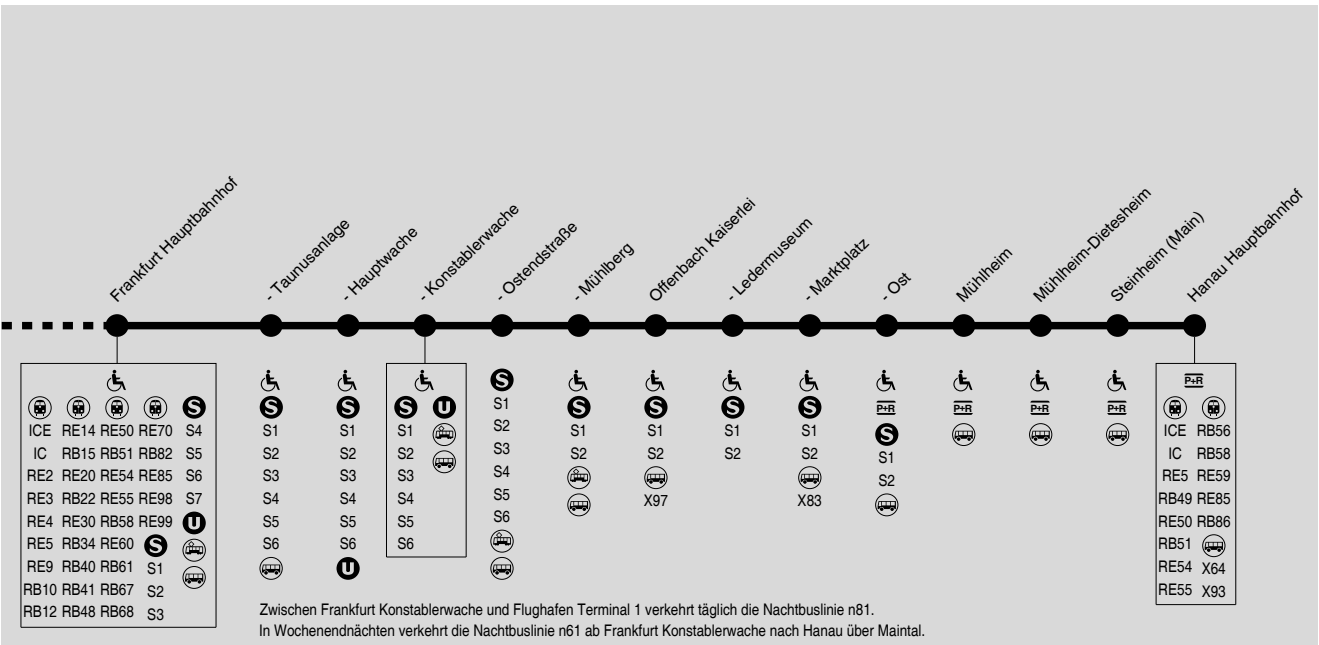 Frankfurt Hauptbahnhof
- Taunusanlage
- Hauptwache
- Konstablerwache
- Ostendstraße
- Mühlberg
Offenbach Kaiserlei
- Ledermuseum
- Marktplatz
- Ost
Mühlheim
Mühlheim-Dietesheim
Steinheim (Main)
Hanau Hauptbahnhof
S
ICE RE14 RE50 RE70 S4
IC RB15 RB51 RB82 S5
RE2 RE20 RE54 RE85 S6
RE3 RB22 RE55 RE98 S7
RE4 RE30 RB58 RE99 U
RE5 RB34 RE60 S
RE9 RB40 RB61 S1
RB10 RB41 RB67 S2
RB12 RB48 RB68 S3
S
S1
S2
S3
S4
S5
S6
S
S1
S2
S3
S4
S5
S6
U
S U
S1
S2
S3
S4
S5
S6
S
S1
S2
S3
S4
S5
S6
S
S1
S2
S
S1
X97
S
S1
S2
S
S1
S2
X83
P+R
S
S1
S2
P+R
P+R
P+R
P+R
ICE RB56
IC RB58
RE5 RE59
RB49 RE85
RE50 RB86
RB51
RE54 X64
RE55 X93
Zwischen Frankfurt Konstablerwache und Flughafen Terminal 1 verkehrt täglich die Nachtbuslinie n81.
In Wochenendnächten verkehrt die Nachtbuslinie n61 ab Frankfurt Konstablerwache nach Hanau über Maintal.